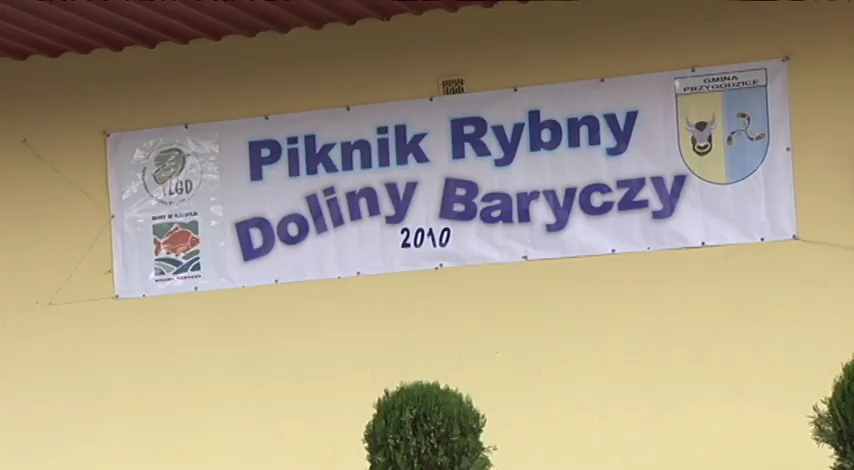 Piknik Rybny
Doliny Baryczy
2010
GMINA
PRZYGODZICE
LGD